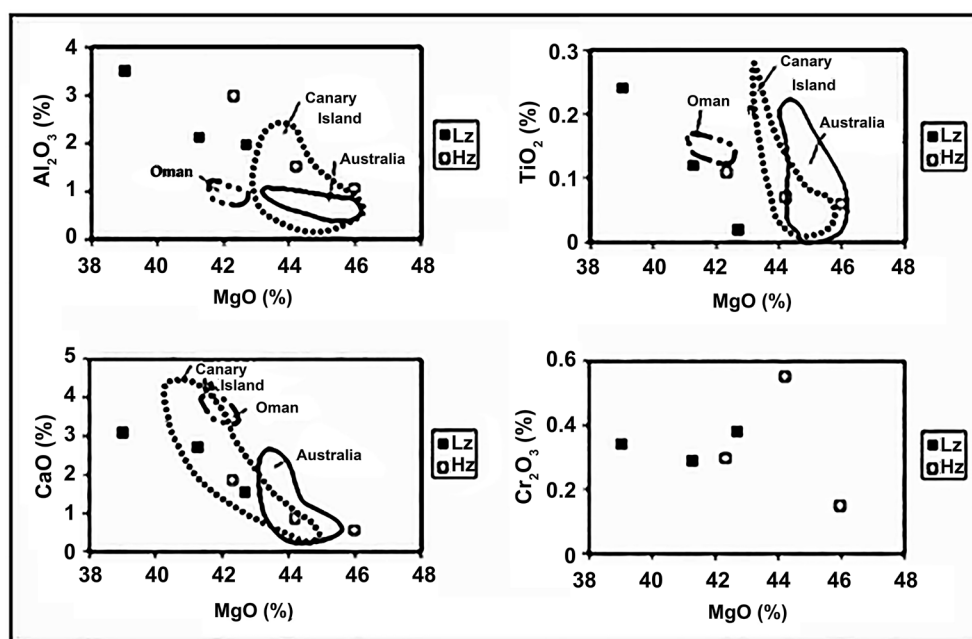 4
3
2
1
0
Al₂O₃ (%)
Canary
Island
Australia
Oman
38 40 42 44 46 48
MgO (%)
Lz
Hz
0.3
0.2
0.1
0
TiO₂ (%)
Canary
Island
Oman
Australia
38 40 42 44 46 48
MgO (%)
Lz
Hz
5
4
3
2
1
0
CaO (%)
Canary
Island
Oman
Australia
38 40 42 44 46 48
MgO (%)
Lz
Hz
0.6
0.4
0.2
0
Cr₂O₃ (%)
38 40 42 44 46 48
MgO (%)
Lz
Hz